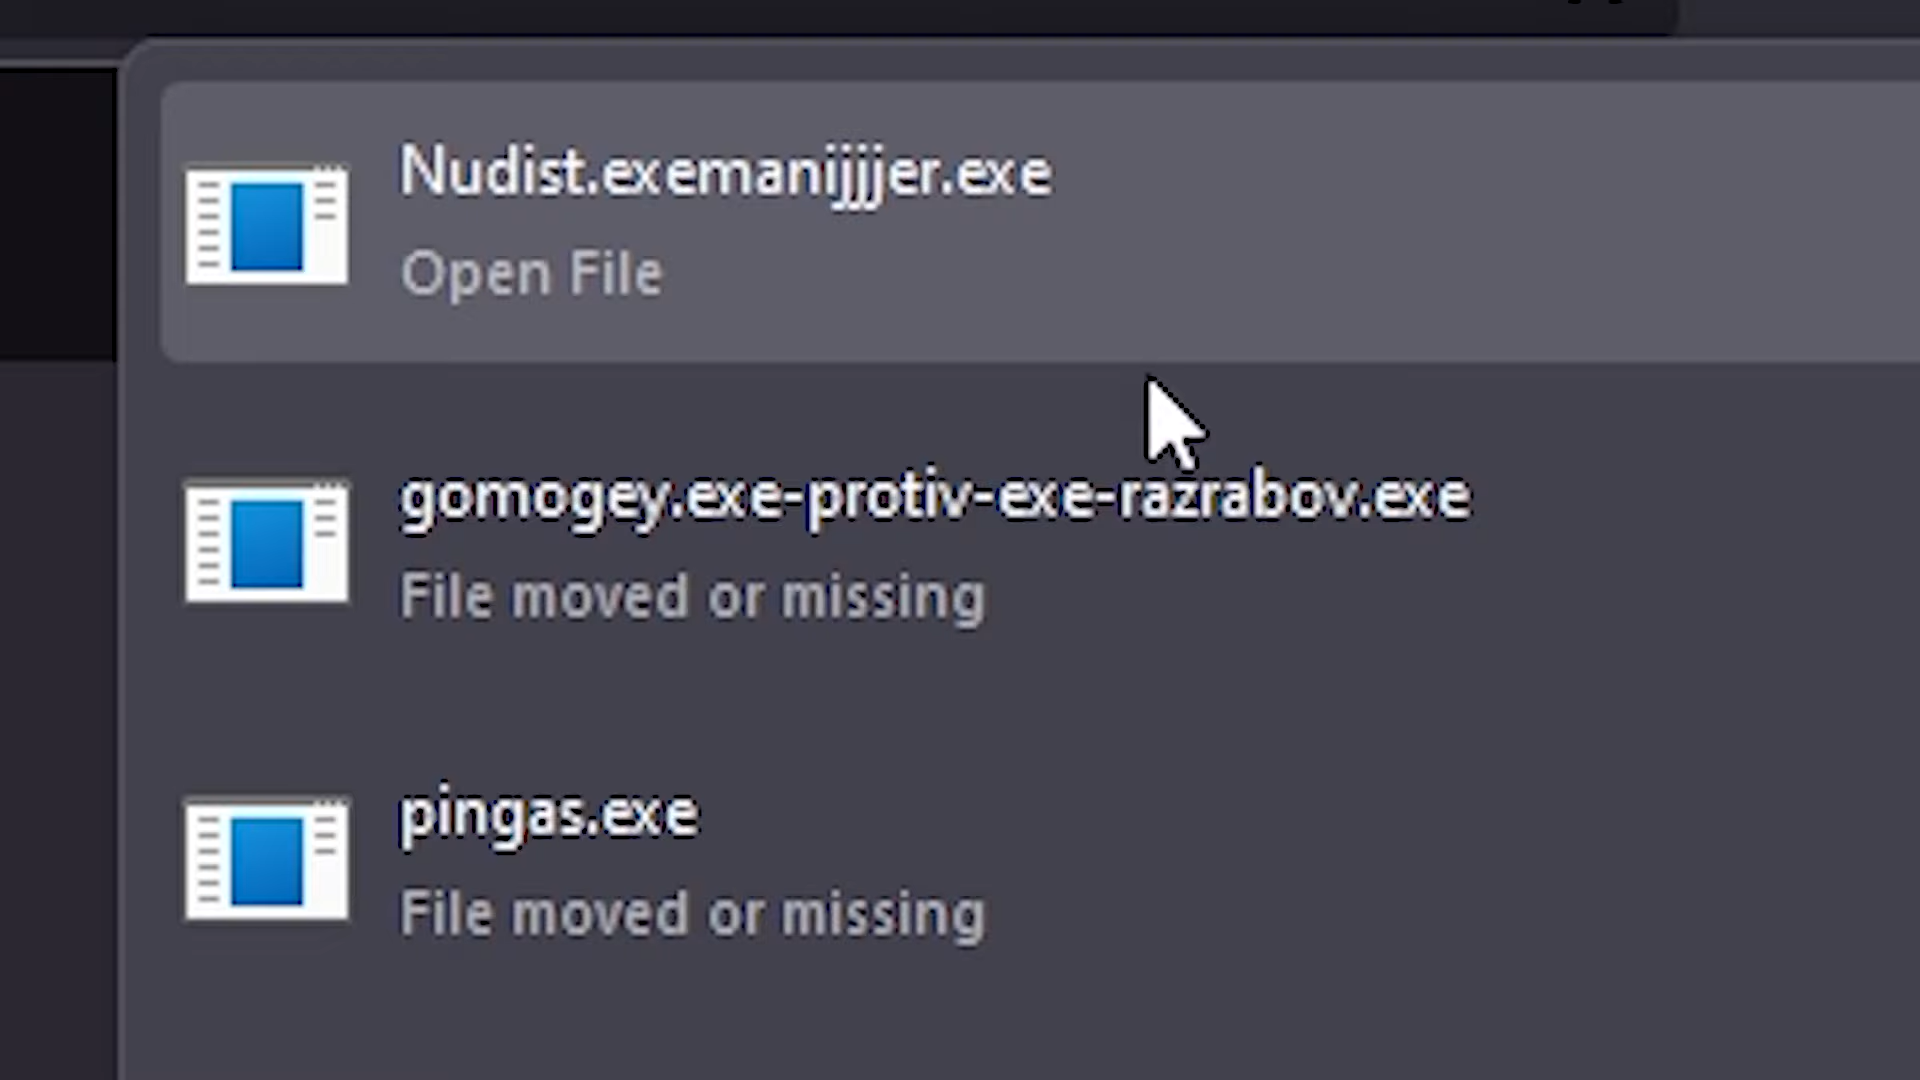 Nudist.exemanijjjer.exe
Open File
gomogey.exe-protiv-exe-razrabov.exe
File moved or missing
pingas.exe
File moved or missing